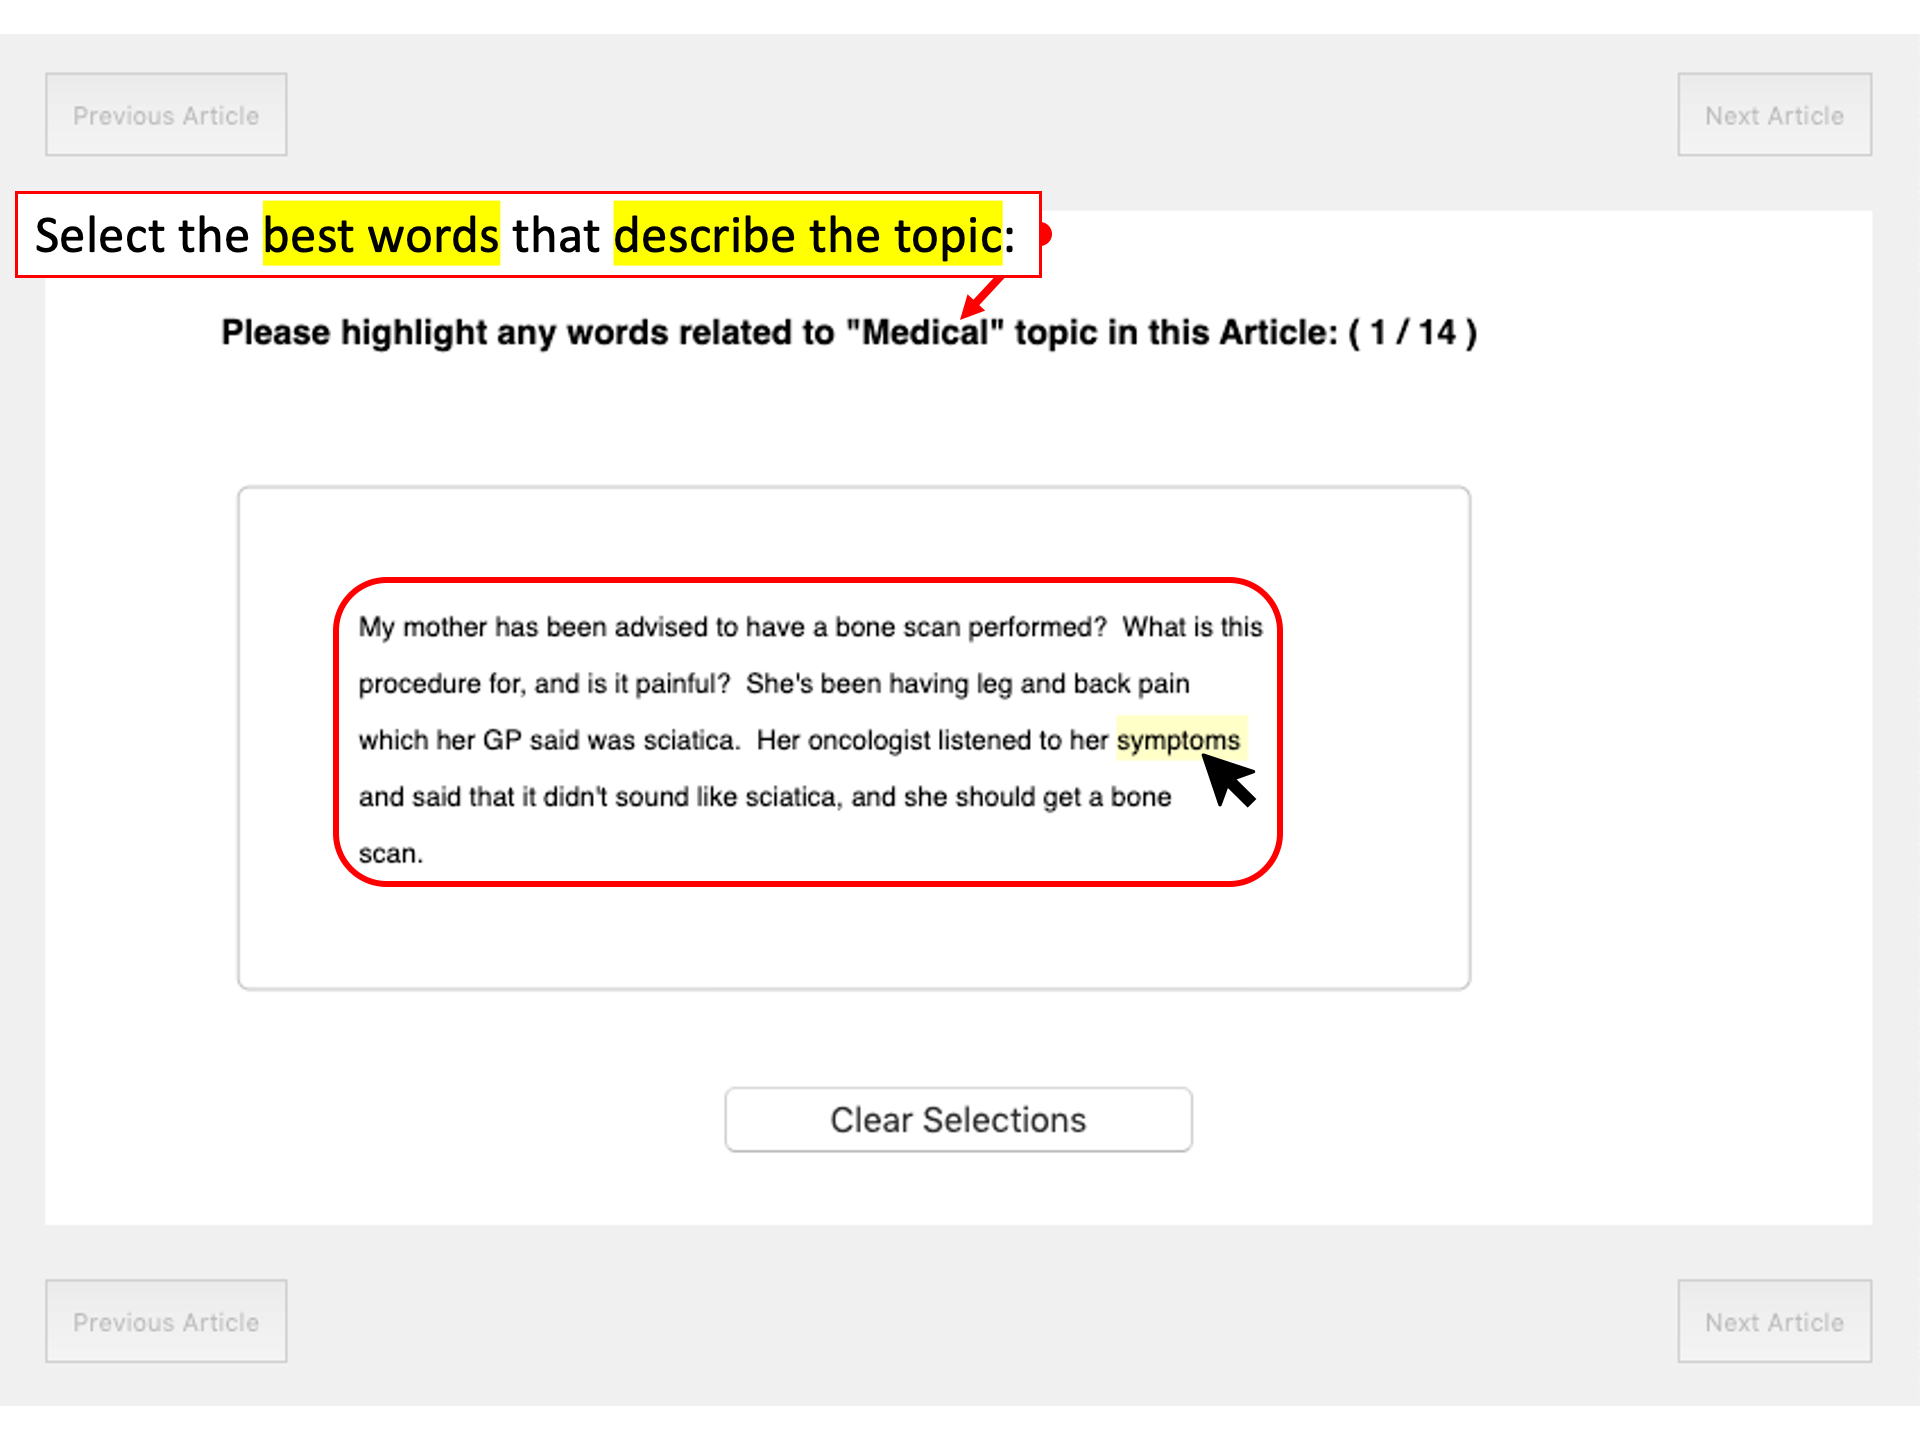 Previous Article
Next Article
Select the best words that describe the topic:
Please highlight any words related to "Medical" topic in this Article: ( 1 / 14 )
My mother has been advised to have a bone scan performed?  What is this
procedure for, and is it painful?  She's been having leg and back pain
which her GP said was sciatica.  Her oncologist listened to her symptoms
and said that it didn't sound like sciatica, and she should get a bone
scan.
Clear Selections
Previous Article
Next Article